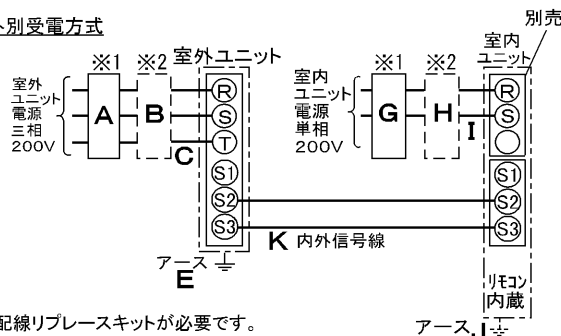 外別受電方式
別売
※1
※2
室外ユニット
※1
※2
室内
ユニット
室外
ユニット
電源
三相
200V
A
B
C
R
S
T
S1
S2
S3
室内
ユニット
電源
単相
200V
G
H
I
R
S
S1
S2
S3
K 内外信号線
アース
E
リモコン
内蔵
配線リプレースキットが必要です。
アース J